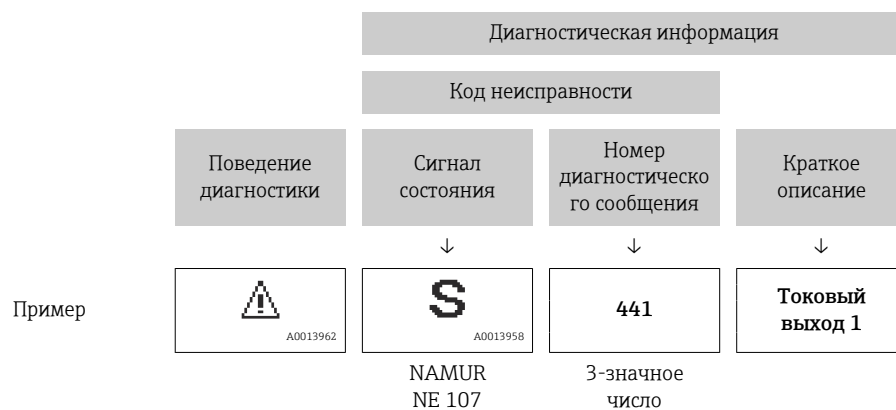 Диагностическая информация
Код неисправности
Поведение
диагностики
Сигнал
состояния
Номер
диагностическо
го сообщения
Краткое
описание
↓ ↓ ↓
Пример
A0013962
S
A0013958
441
Токовый
выход 1
NAMUR
NE 107
3-значное
число